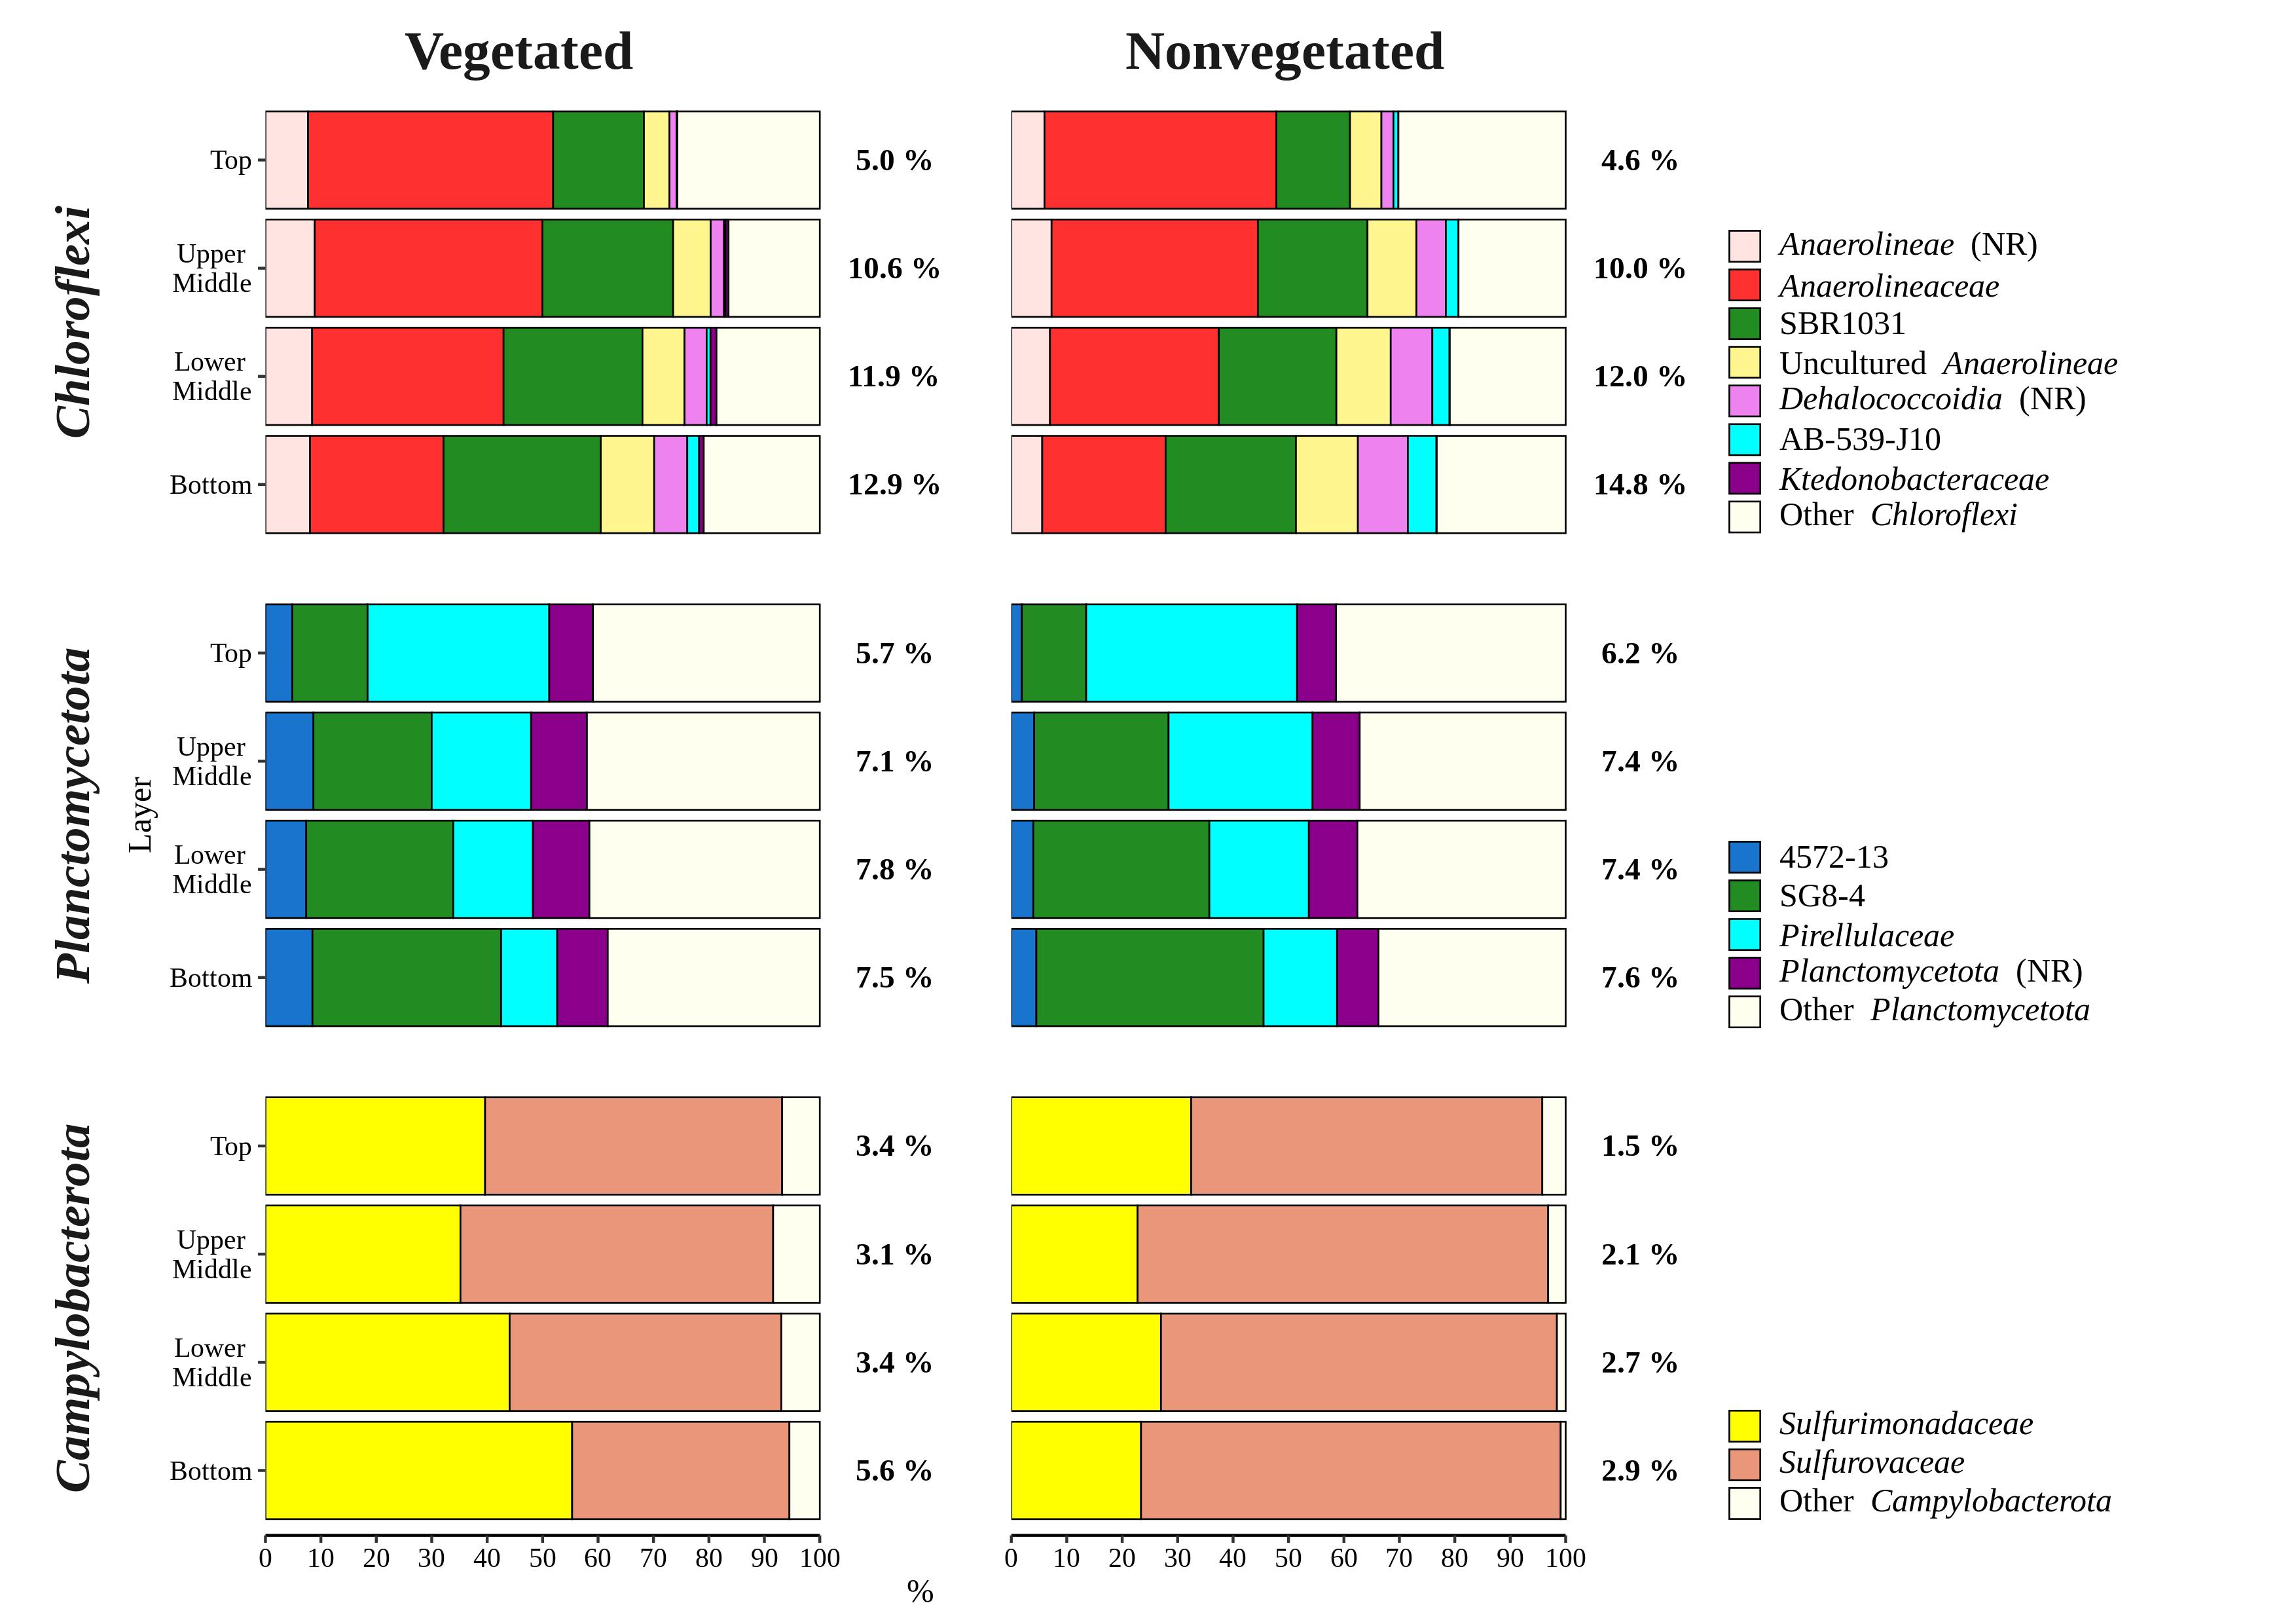 Vegetated
Nonvegetated
Chloroflexi
Top
5.0 %
4.6 %
Upper
Middle
10.6 %
10.0 %
Lower
Middle
11.9 %
12.0 %
Bottom
12.9 %
14.8 %
Anaerolineae (NR)
Anaerolineaceae
SBR1031
Uncultured Anaerolineae
Dehalococcoidia (NR)
AB-539-J10
Ktedonobacteraceae
Other Chloroflexi
Layer
Planctomycetota
Top
5.7 %
6.2 %
Upper
Middle
7.1 %
7.4 %
Lower
Middle
7.8 %
7.4 %
Bottom
7.5 %
7.6 %
4572-13
SG8-4
Pirellulaceae
Planctomycetota (NR)
Other Planctomycetota
Campylobacterota
Top
3.4 %
1.5 %
Upper
Middle
3.1 %
2.1 %
Lower
Middle
3.4 %
2.7 %
Bottom
5.6 %
2.9 %
Sulfurimonadaceae
Sulfurovaceae
Other Campylobacterota
0 10 20 30 40 50 60 70 80 90 100
0 10 20 30 40 50 60 70 80 90 100
%